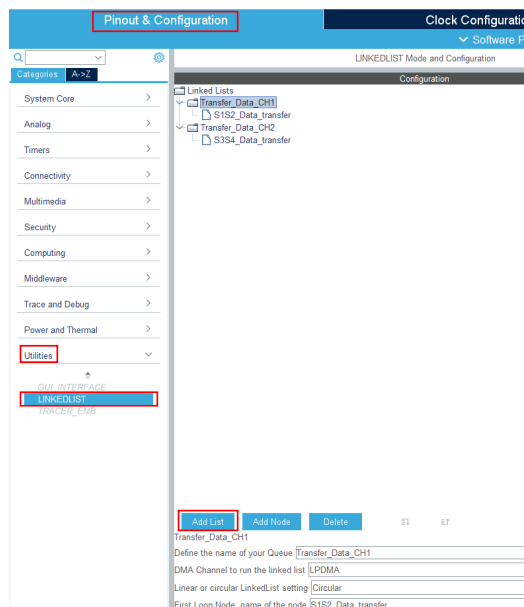 Pinout & Configuration
Clock Configuratio
Software P
LINKEDLIST Mode and Configuration
Categories A->Z
Configuration
System Core
Analog
Timers
Connectivity
Multimedia
Security
Computing
Middleware
Trace and Debug
Power and Thermal
Utilities
GUI_INTERFACE
LINKEDLIST
TRACER_EMB
Linked Lists
Transfer_Data_CH1
S1S2_Data_transfer
Transfer_Data_CH2
S3S4_Data_transfer
Add List Add Node Delete
Transfer_Data_CH1
Define the name of your Queue Transfer_Data_CH1
DMA Channel to run the linked list LPDMA
Linear or circular LinkedList setting Circular
First Loop Node, name of the node S1S2_Data_transfer